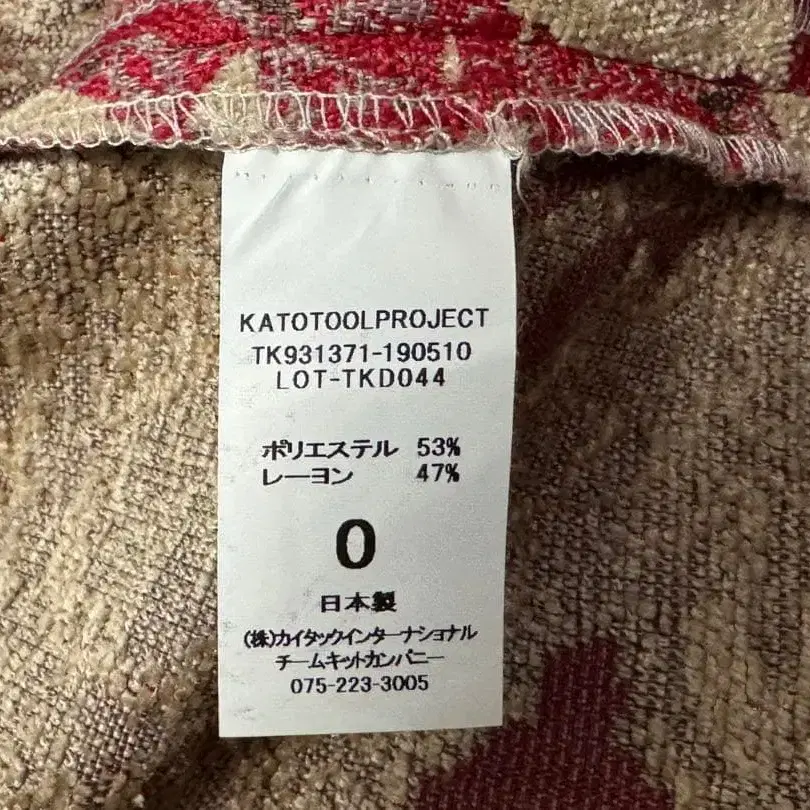 KATOTOOLPROJECT
TK931371-190510
LOT-TKD044
ポリエステル 53%
レーヨン 47%
0
日本製
(株)カイタックインターナショナル
チームキットカンパニー
075-223-3005